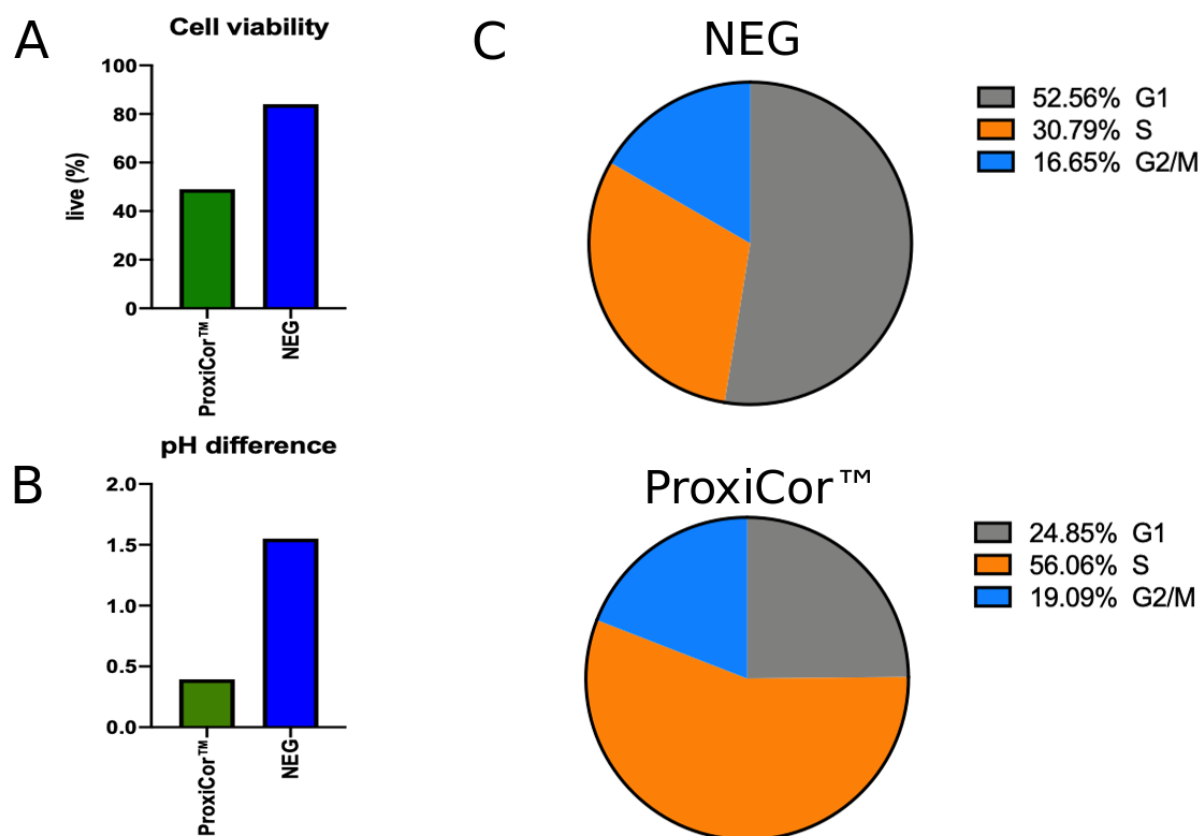 A
Cell viability
100
80
60
40
20
0
live (%)
ProxiCor™
NEG
B
pH difference
2.0
1.5
1.0
0.5
0.0
ProxiCor™
NEG
C
NEG
52.56% G1
30.79% S
16.65% G2/M
ProxiCor™
24.85% G1
56.06% S
19.09% G2/M